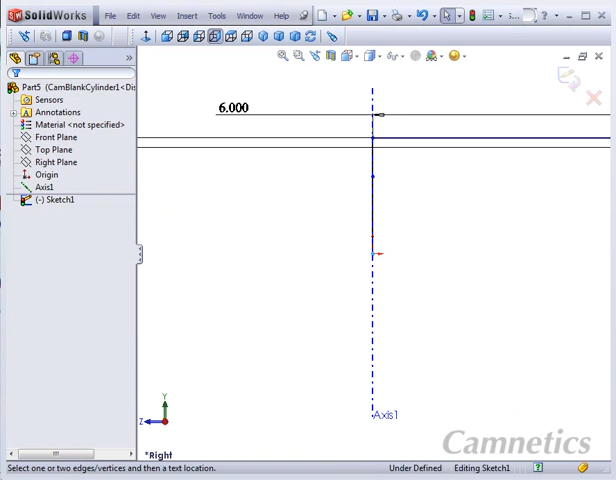 SolidWorks File Edit View Insert Tools Window Help
Part5 (CamBlankCylinder1<Dis
Sensors
Annotations
Material <not specified>
Front Plane
Top Plane
Right Plane
Origin
Axis1
(-) Sketch1
6.000
Axis1
Y
Z
*Right
Camnetics
Select one or two edges/vertices and then a text location. Under Defined Editing Sketch1